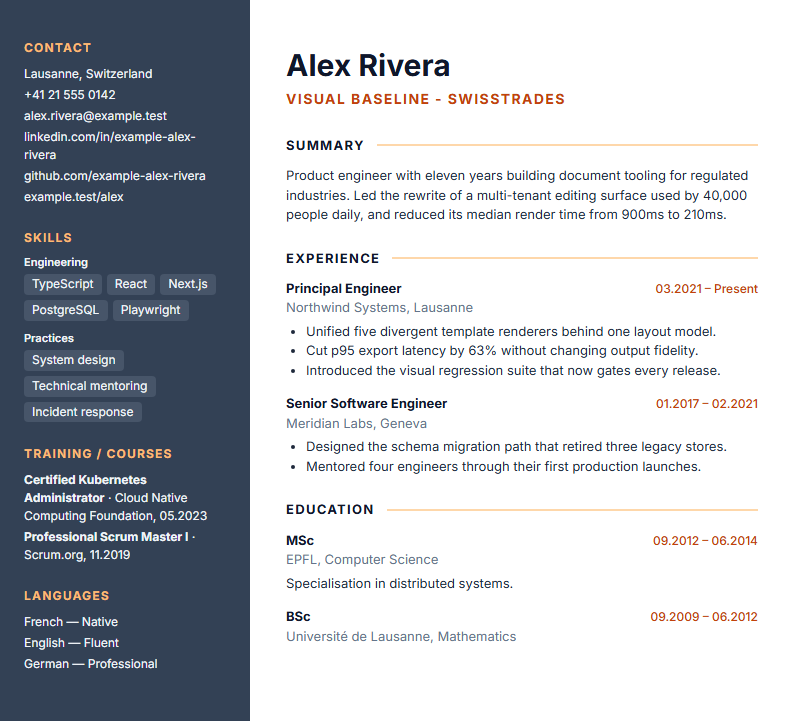 CONTACT
Lausanne, Switzerland
+41 21 555 0142
alex.rivera@example.test
linkedin.com/in/example-alex-
rivera
github.com/example-alex-rivera
example.test/alex
SKILLS
Engineering
TypeScript React Next.js
PostgreSQL Playwright
Practices
System design
Technical mentoring
Incident response
TRAINING / COURSES
Certified Kubernetes
Administrator · Cloud Native
Computing Foundation, 05.2023
Professional Scrum Master I ·
Scrum.org, 11.2019
LANGUAGES
French — Native
English — Fluent
German — Professional
Alex Rivera
VISUAL BASELINE - SWISSTRADES
SUMMARY
Product engineer with eleven years building document tooling for regulated
industries. Led the rewrite of a multi-tenant editing surface used by 40,000
people daily, and reduced its median render time from 900ms to 210ms.
EXPERIENCE
Principal Engineer 03.2021 – Present
Northwind Systems, Lausanne
• Unified five divergent template renderers behind one layout model.
• Cut p95 export latency by 63% without changing output fidelity.
• Introduced the visual regression suite that now gates every release.
Senior Software Engineer 01.2017 – 02.2021
Meridian Labs, Geneva
• Designed the schema migration path that retired three legacy stores.
• Mentored four engineers through their first production launches.
EDUCATION
MSc 09.2012 – 06.2014
EPFL, Computer Science
Specialisation in distributed systems.
BSc 09.2009 – 06.2012
Université de Lausanne, Mathematics